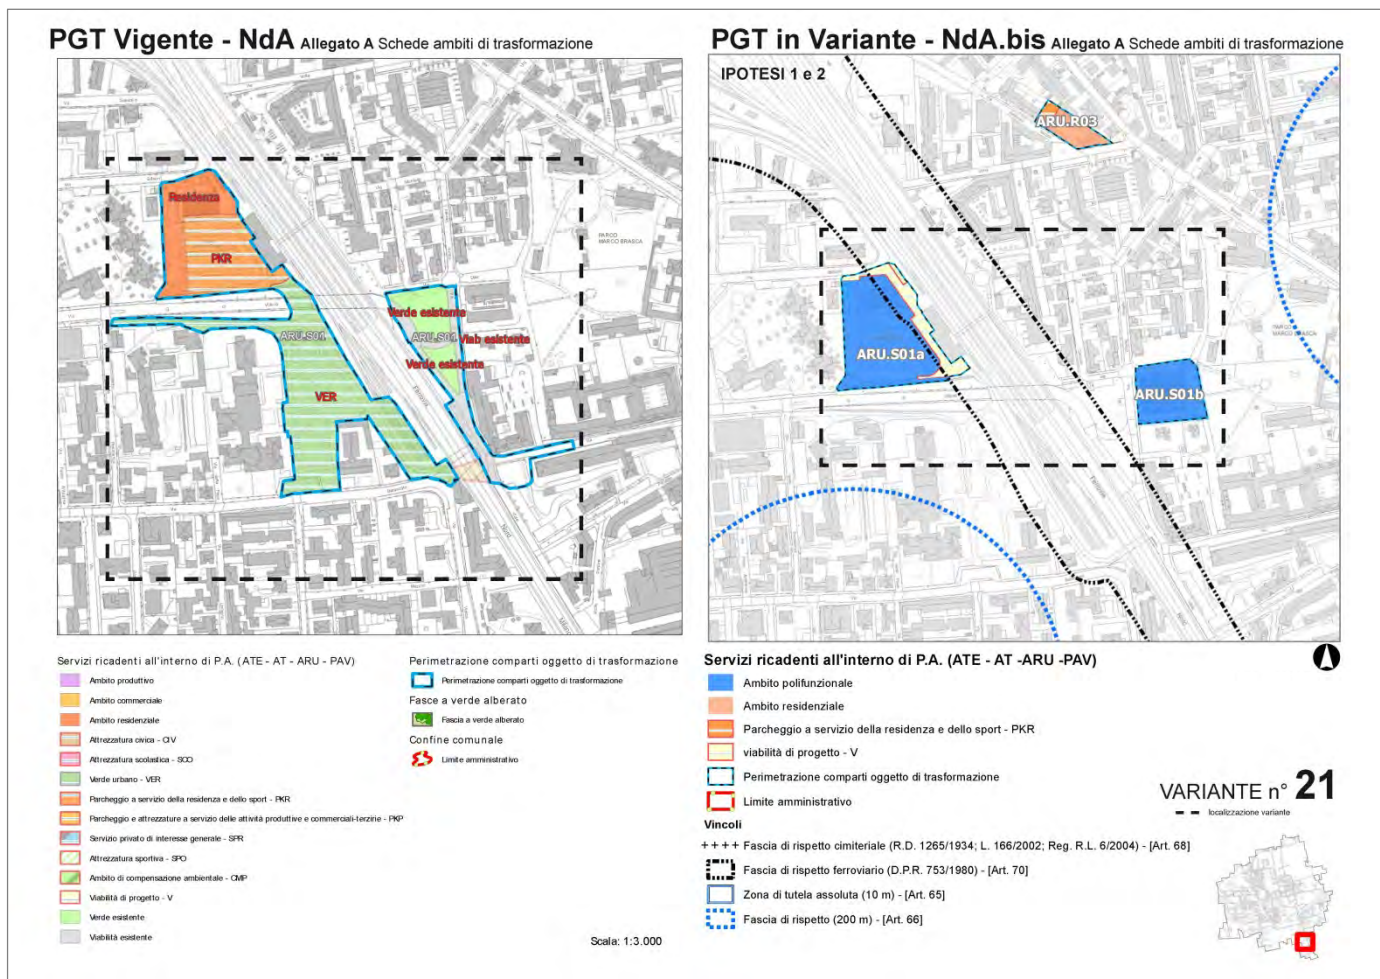 PGT Vigente - NdA Allegato A Schede ambiti di trasformazione
Residenza
PKR
ARU.S01
VER
Verde esistente
ARU.S01
Viab esistente
Verde esistente
PARCO
MARCO BRASCA
Servizi ricadenti all'interno di P.A. (ATE - AT - ARU - PAV)
Ambito produttivo
Ambito commerciale
Ambito residenziale
Attrezzatura civica - CIV
Attrezzatura scolastica - SCO
Verde urbano - VER
Parcheggio a servizio della residenza e dello sport - PKR
Parcheggio e attrezzature a servizio delle attività produttive e commerciali-terzirie - PKP
Servizio privato di interesse generale - SPR
Attrezzatura sportiva - SPO
Ambito di compensazione ambientale - CMP
Viabilità di progetto - V
Verde esistente
Viabilità esistente
Perimetrazione comparti oggetto di trasformazione
Perimetrazione comparti oggetto di trasformazione
Fasce a verde alberato
Fascia a verde alberato
Confine comunale
Limite amministrativo
Scala: 1:3.000
PGT in Variante - NdA.bis Allegato A Schede ambiti di trasformazione
IPOTESI 1 e 2
ARU.R03
ARU.S01a
ARU.S01b
PARCO
MARCO BRASCA
Servizi ricadenti all'interno di P.A. (ATE - AT -ARU -PAV)
Ambito polifunzionale
Ambito residenziale
Parcheggio a servizio della residenza e dello sport - PKR
viabilità di progetto - V
Perimetrazione comparti oggetto di trasformazione
Limite amministrativo
Vincoli
Fascia di rispetto cimiteriale (R.D. 1265/1934; L. 166/2002; Reg. R.L. 6/2004) - [Art. 68]
Fascia di rispetto ferroviario (D.P.R. 753/1980) - [Art. 70]
Zona di tutela assoluta (10 m) - [Art. 65]
Fascia di rispetto (200 m) - [Art. 66]
VARIANTE n° 21
localizzazione variante